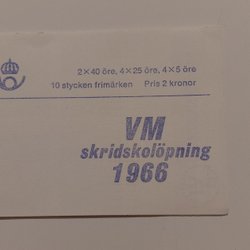 2×40 öre, 4×25 öre, 4×5 öre
10 stycken frimärken Pris 2 kronor
VM
skridskolöpning
1966